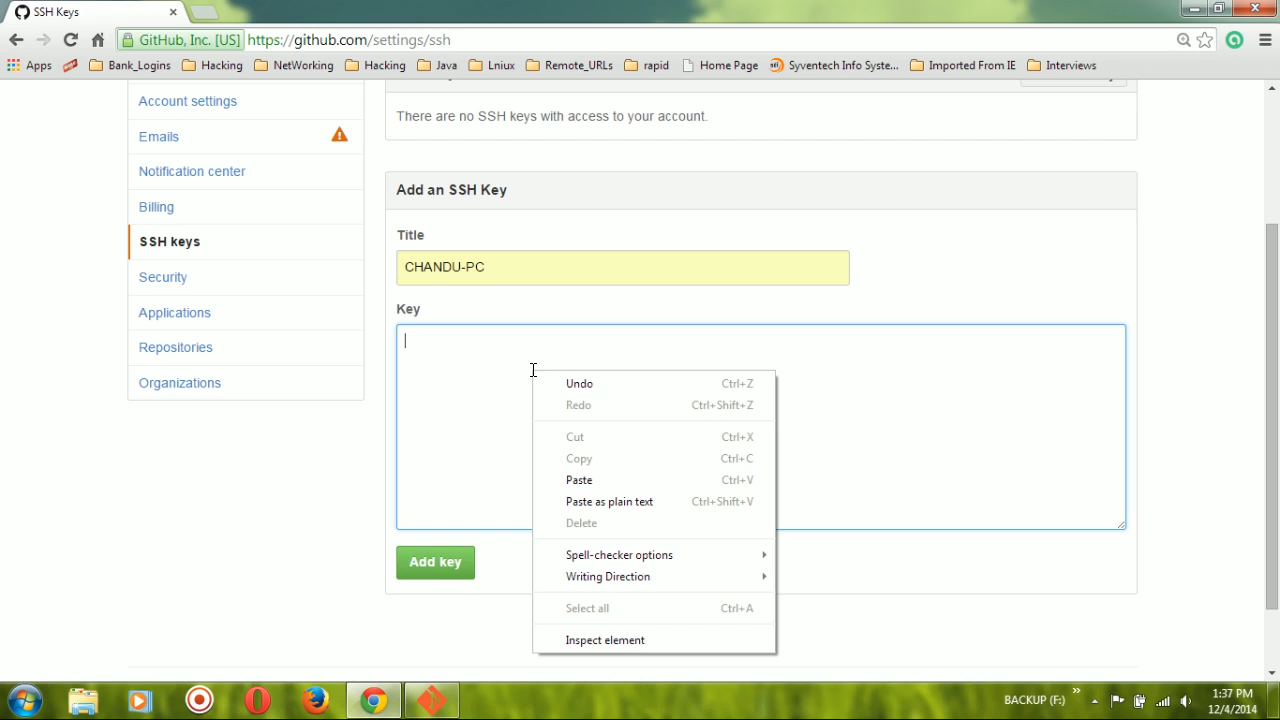 SSH Keys
GitHub, Inc. [US] https://github.com/settings/ssh
Apps Bank_Logins Hacking NetWorking Hacking Java Lniux Remote_URLs rapid Home Page Syventech Info Syste... Imported From IE Interviews
Account settings
There are no SSH keys with access to your account.
Emails
Notification center
Billing
SSH keys
Security
Applications
Repositories
Organizations
Add an SSH Key
Title
CHANDU-PC
Key
Undo Ctrl+Z
Redo Ctrl+Shift+Z
Cut Ctrl+X
Copy Ctrl+C
Paste Ctrl+V
Paste as plain text Ctrl+Shift+V
Delete
Spell-checker options
Writing Direction
Select all Ctrl+A
Inspect element
Add key
BACKUP (F:) »
1:37 PM
12/4/2014